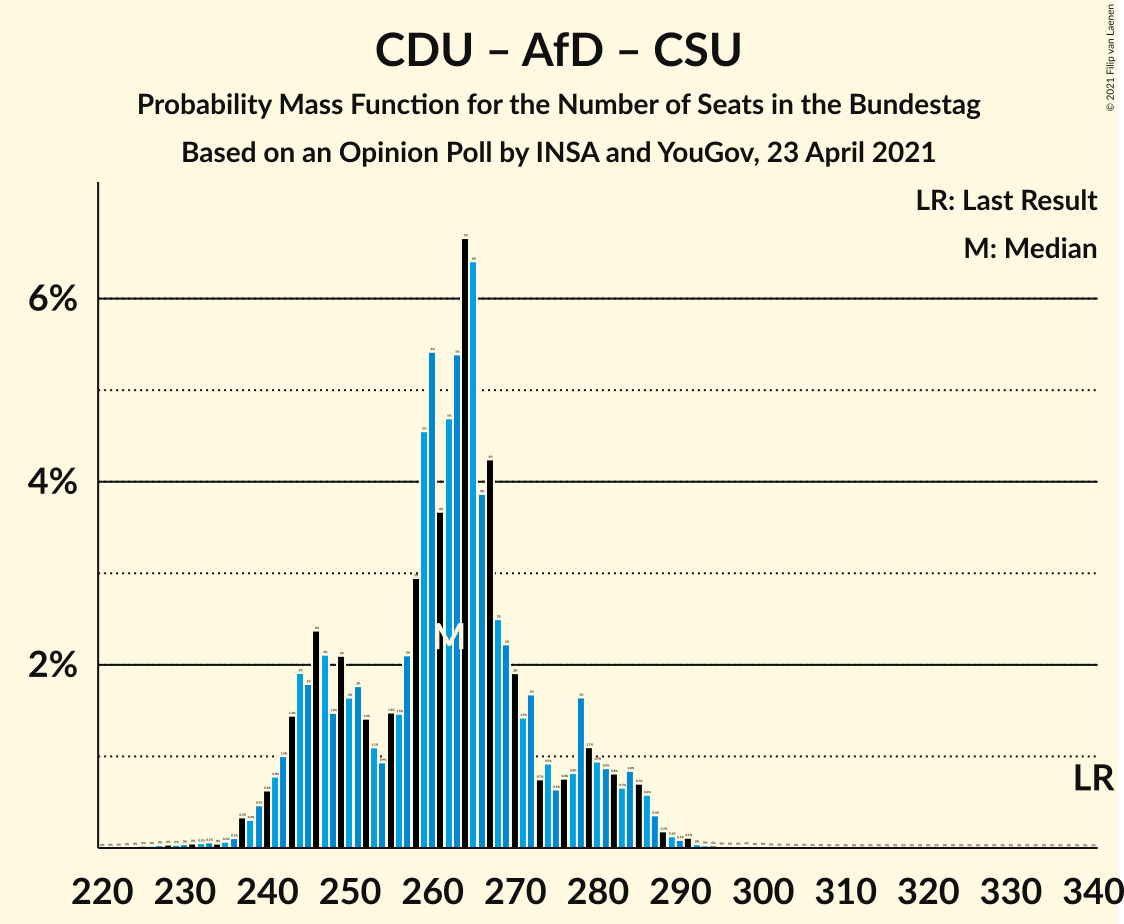 CDU – AfD – CSU
Probability Mass Function for the Number of Seats in the Bundestag
Based on an Opinion Poll by INSA and YouGov, 23 April 2021
© 2021 Filip van Laenen
LR: Last Result
M: Median
6%
4%
2%
M
LR
220 230 240 250 260 270 280 290 300 310 320 330 340